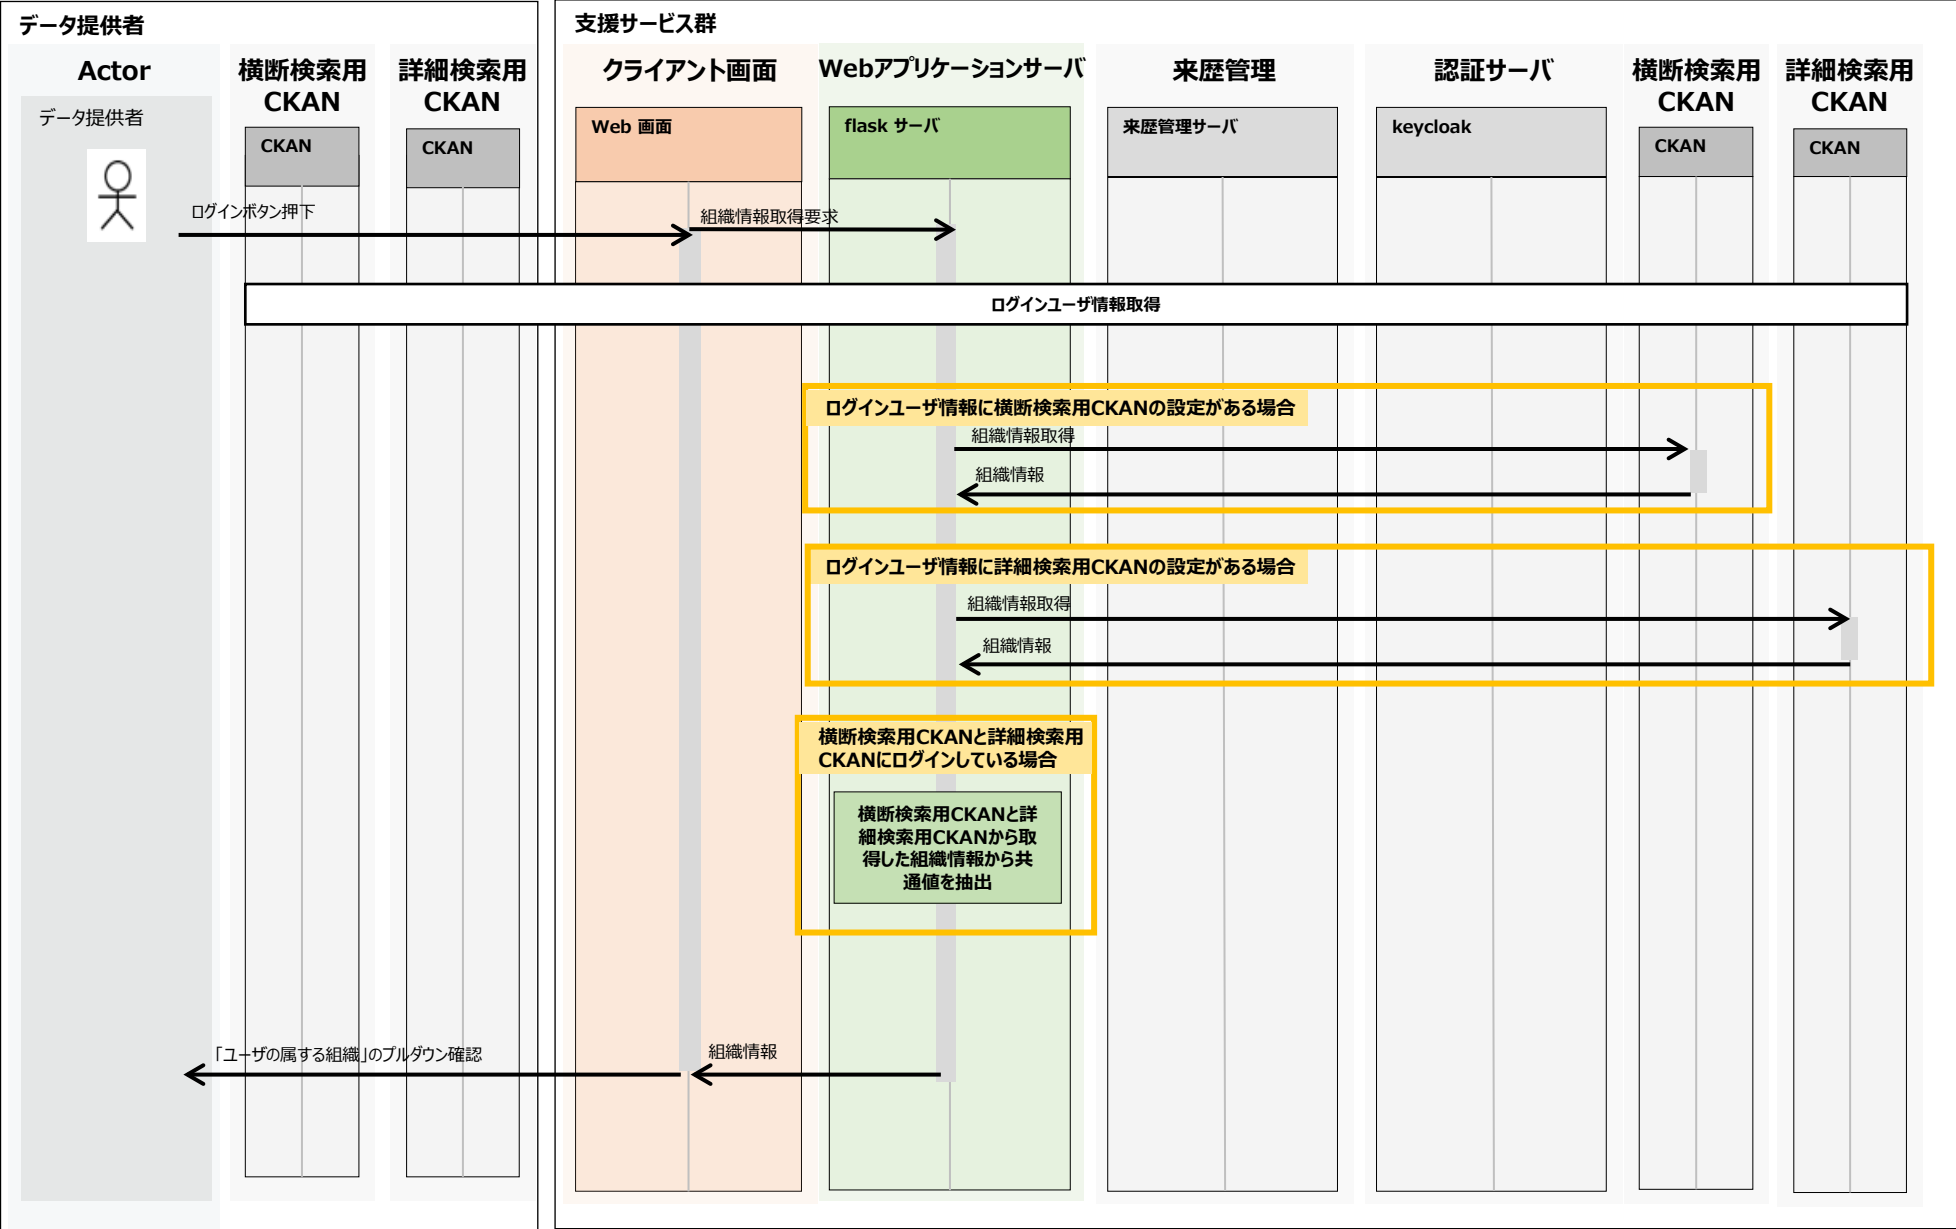 データ提供者
支援サービス群
Actor
横断検索用
CKAN
詳細検索用
CKAN
クライアント画面
Webアプリケーションサーバ
来歴管理
認証サーバ
横断検索用
CKAN
詳細検索用
CKAN
データ提供者
CKAN
CKAN
Web 画面
flask サーバ
来歴管理サーバ
keycloak
CKAN
CKAN
ログインボタン押下
組織情報取得要求
ログインユーザ情報取得
ログインユーザ情報に横断検索用CKANの設定がある場合
組織情報取得
組織情報
ログインユーザ情報に詳細検索用CKANの設定がある場合
組織情報取得
組織情報
横断検索用CKANと詳細検索用
CKANにログインしている場合
横断検索用CKANと詳
細検索用CKANから取
得した組織情報から共
通値を抽出
「ユーザの属する組織」のプルダウン確認
組織情報